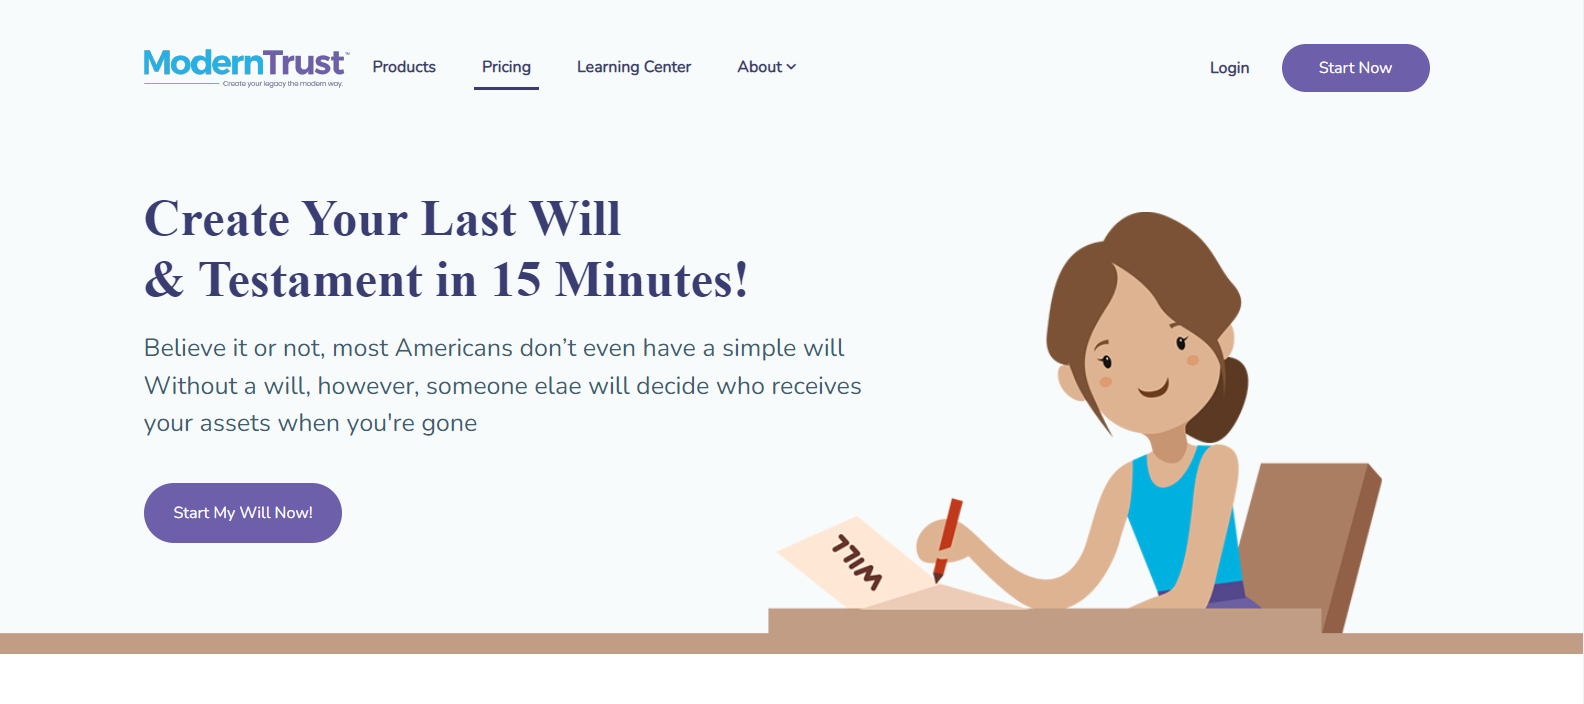 ModernTrust™
Create your legacy the modern way.
Products
Pricing
Learning Center
About
Login
Start Now
Create Your Last Will
& Testament in 15 Minutes!
Believe it or not, most Americans don’t even have a simple will
Without a will, however, someone elae will decide who receives
your assets when you're gone
Start My Will Now!
WILL